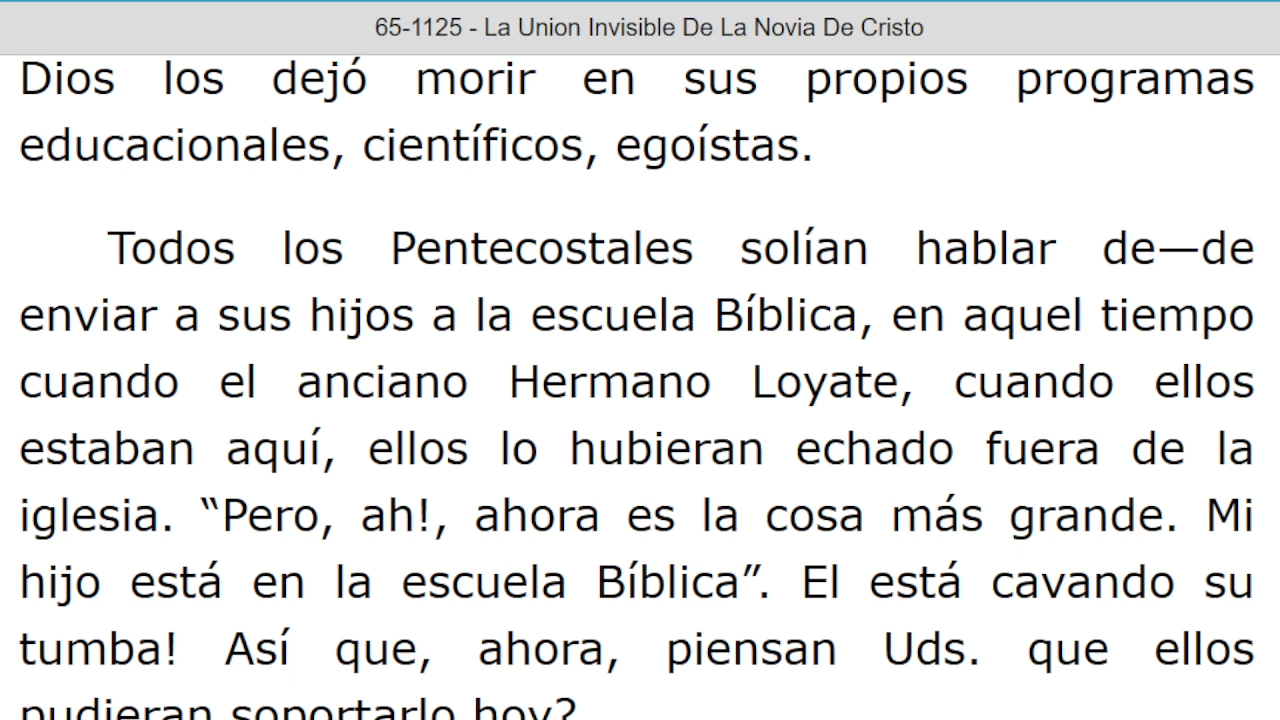 65-1125 - La Union Invisible De La Novia De Cristo
Dios los dejó morir en sus propios programas
educacionales, científicos, egoístas.
Todos los Pentecostales solían hablar de—de
enviar a sus hijos a la escuela Bíblica, en aquel tiempo
cuando el anciano Hermano Loyate, cuando ellos
estaban aquí, ellos lo hubieran echado fuera de la
iglesia. “Pero, ah!, ahora es la cosa más grande. Mi
hijo está en la escuela Bíblica”. El está cavando su
tumba! Así que, ahora, piensan Uds. que ellos
pudieran soportarlo hoy?